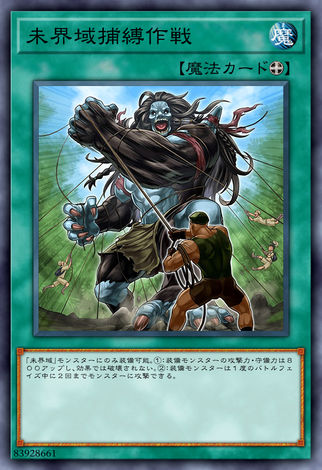 未界域捕縛作戦
魔
【魔法カード】
「未界域」モンスターにのみ装備可能。①:装備モンスターの攻撃力・守備力は8
00アップし、効果では破壊されない。②:装備モンスターは1度のバトルフェ
イズ中に2回までモンスターに攻撃できる。
83928661